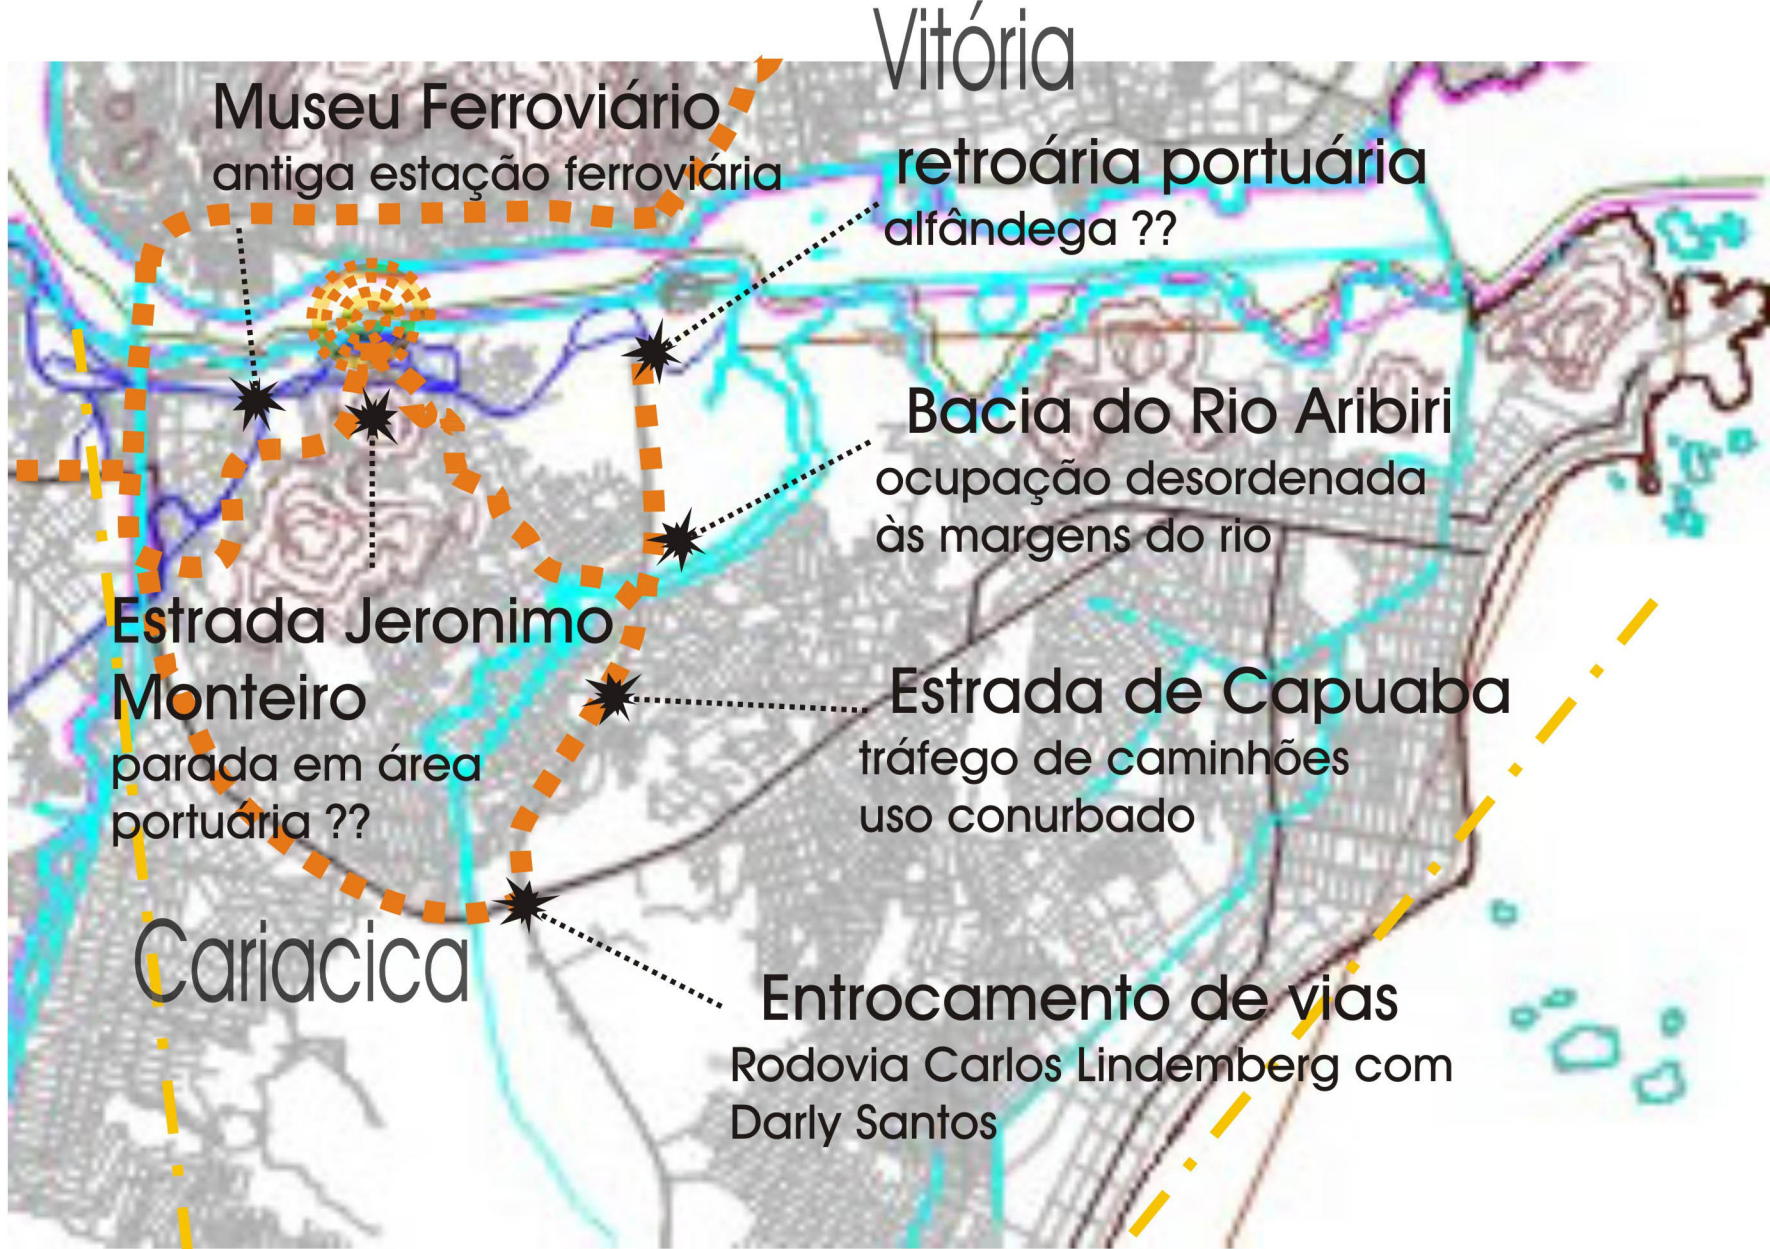 Vitória
Museu Ferroviário
antiga estação ferroviária
retroária portuária
alfândega ??
Bacia do Rio Aribiri
ocupação desordenada
às margens do rio
Estrada Jeronimo
Monteiro
parada em área
portuária ??
Estrada de Capuaba
tráfego de caminhões
uso conurbado
Cariacica
Entrocamento de vias
Rodovia Carlos Lindemberg com
Darly Santos